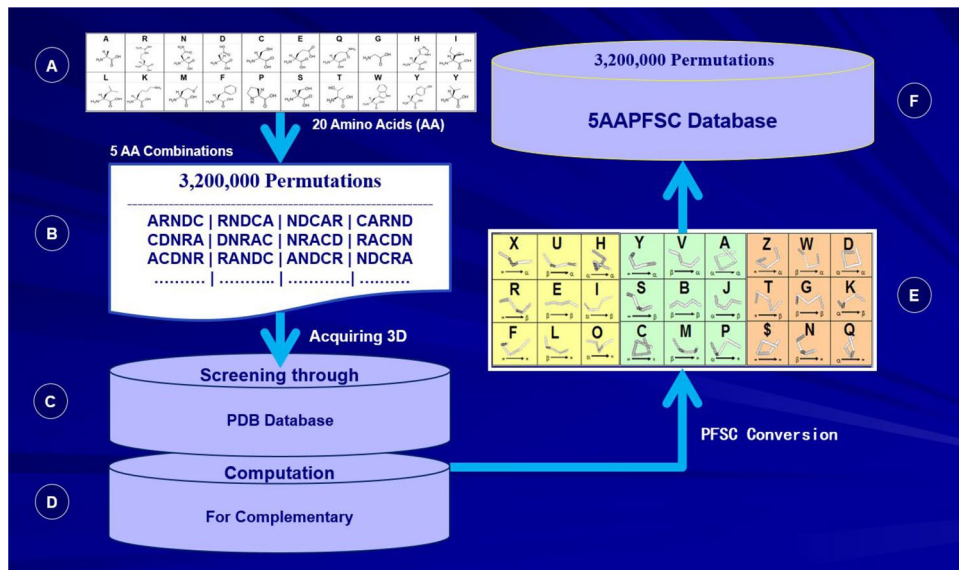 A
A R N D C E Q G H I
L K M F P S T W Y Y
20 Amino Acids (AA)
5 AA Combinations
B
3,200,000 Permutations
ARNDC | RNDCA | NDCAR | CARND
CDNRA | DNRAC | NRACD | RACDN
ACDNR | RANDC | ANDCR | NDCRA
.......... | ........... | ...........| ..........
Acquiring 3D
C
Screening through
PDB Database
D
Computation
For Complementary
PFSC Conversion
E
X U H Y V A Z W D
R E I S B J T G K
F L O C M P $ N Q
F
3,200,000 Permutations
5AAPFSC Database